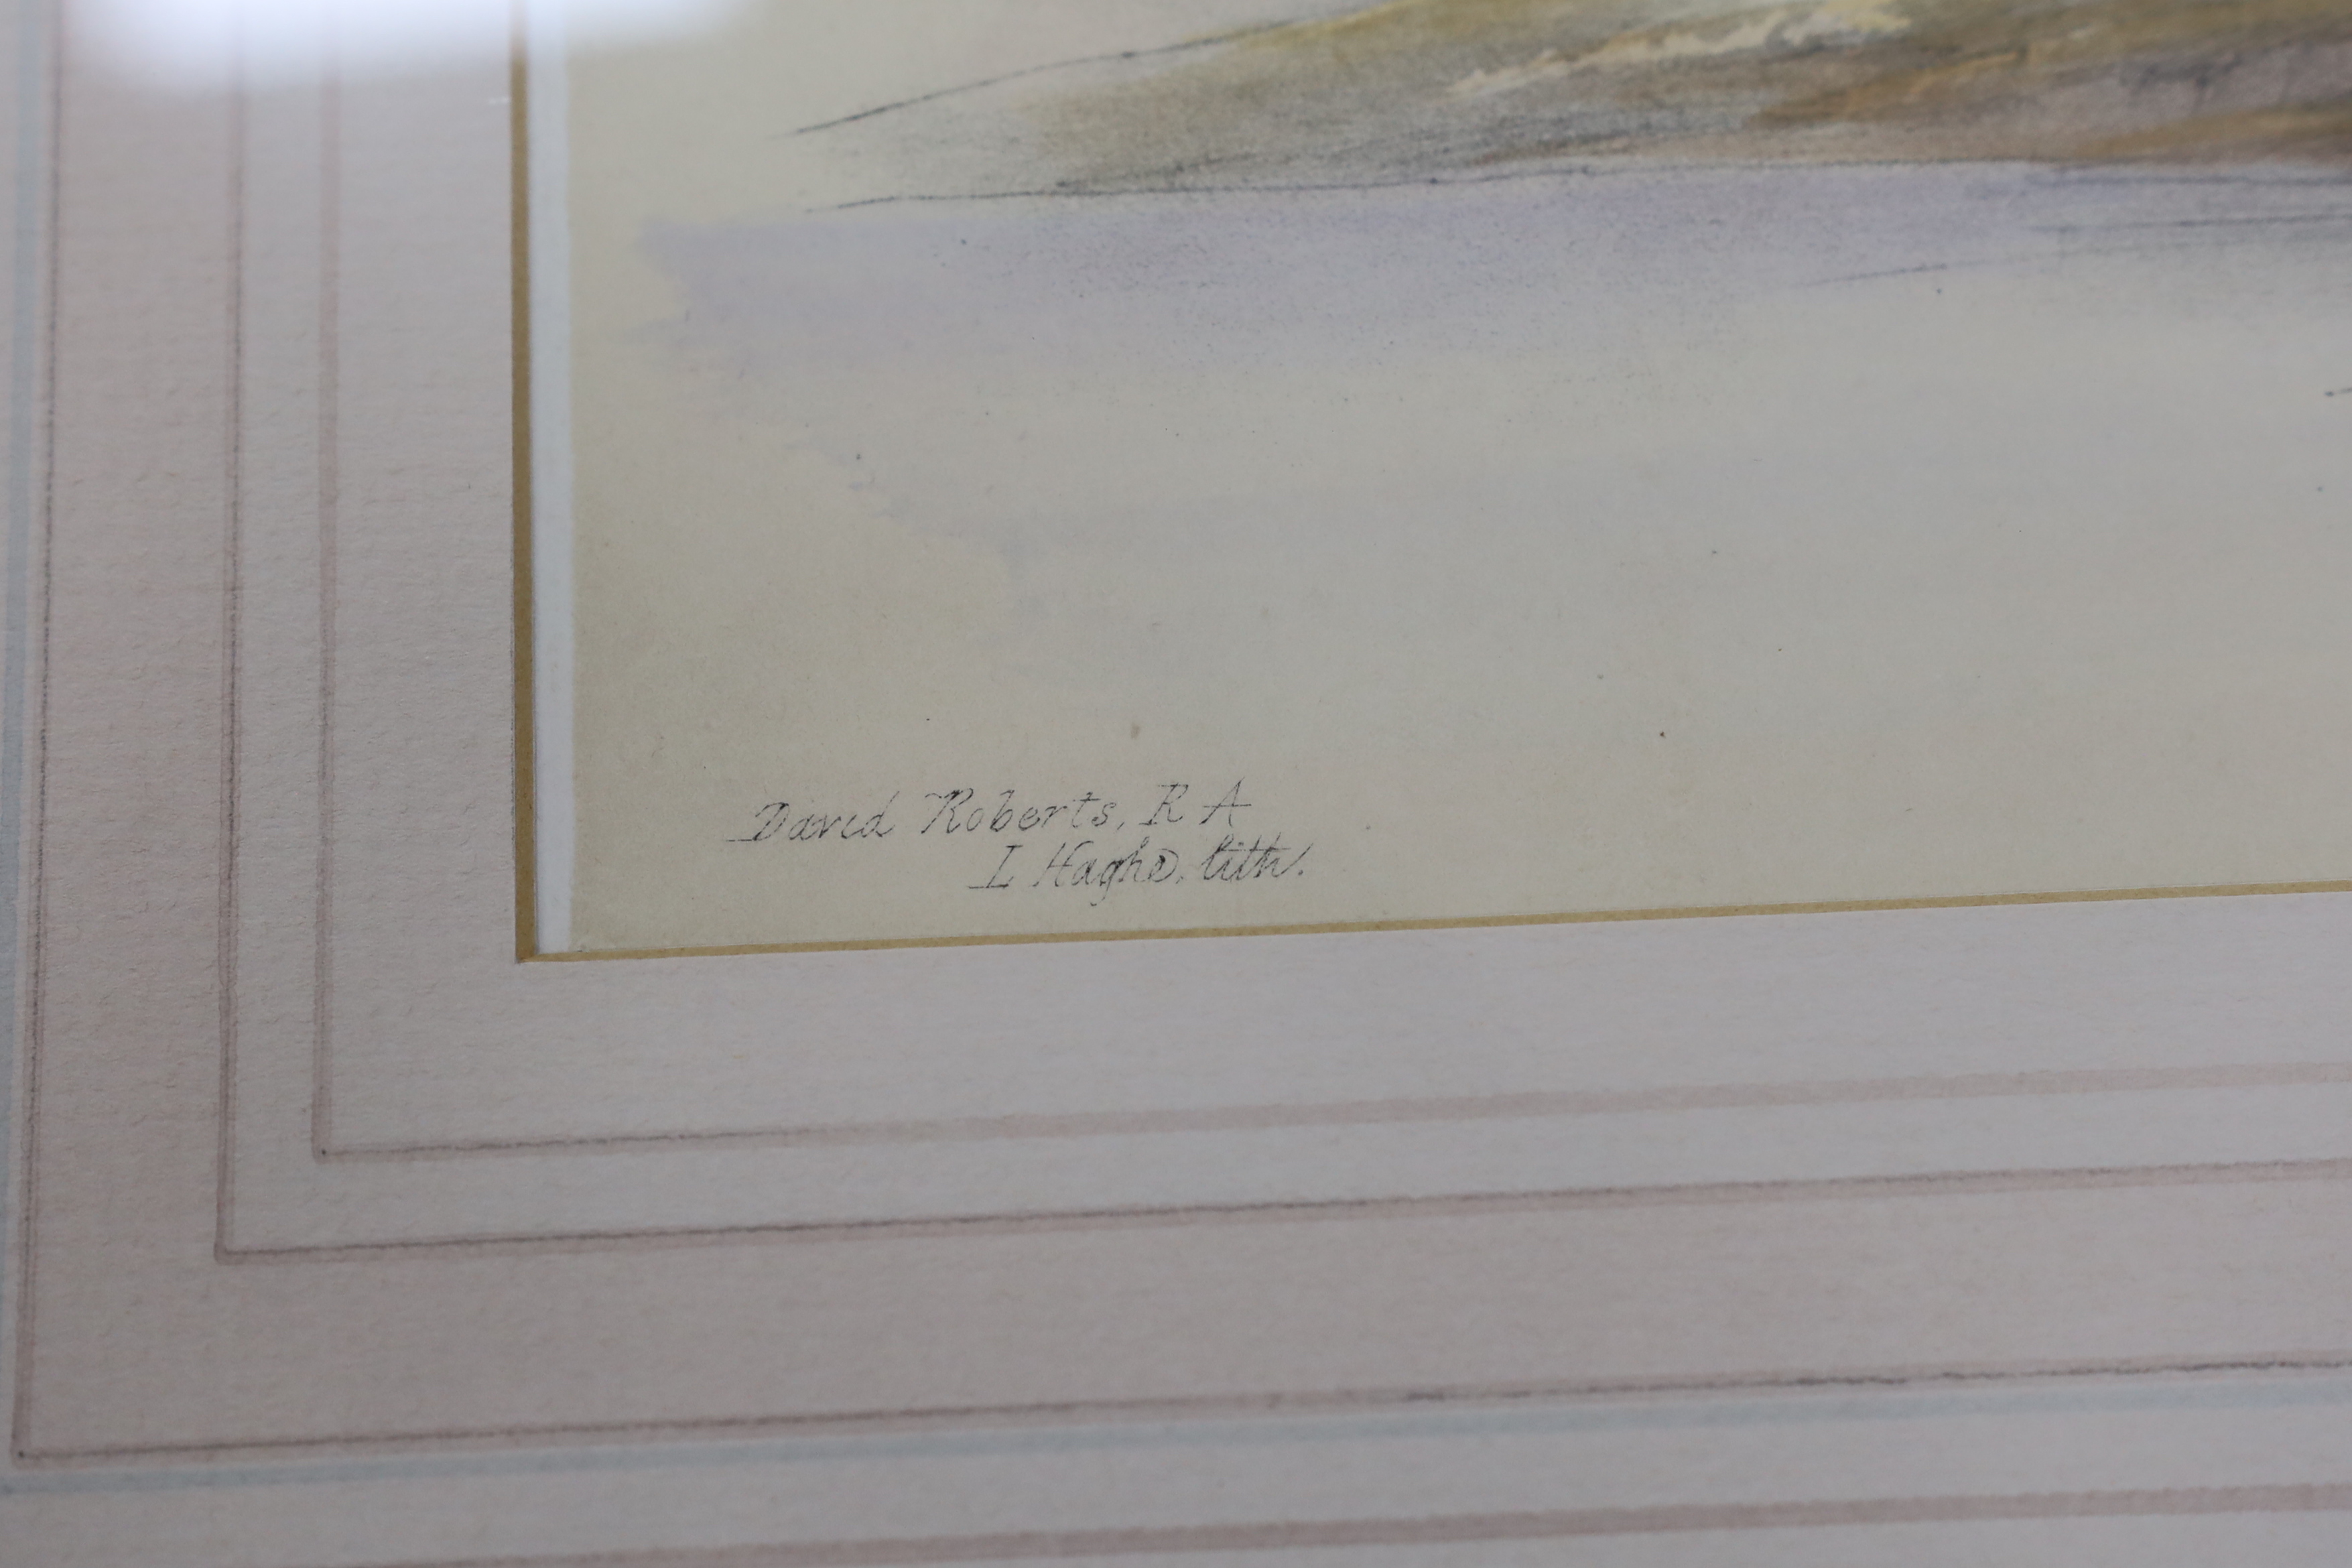 David Roberts, R A
L Haghe. lith.